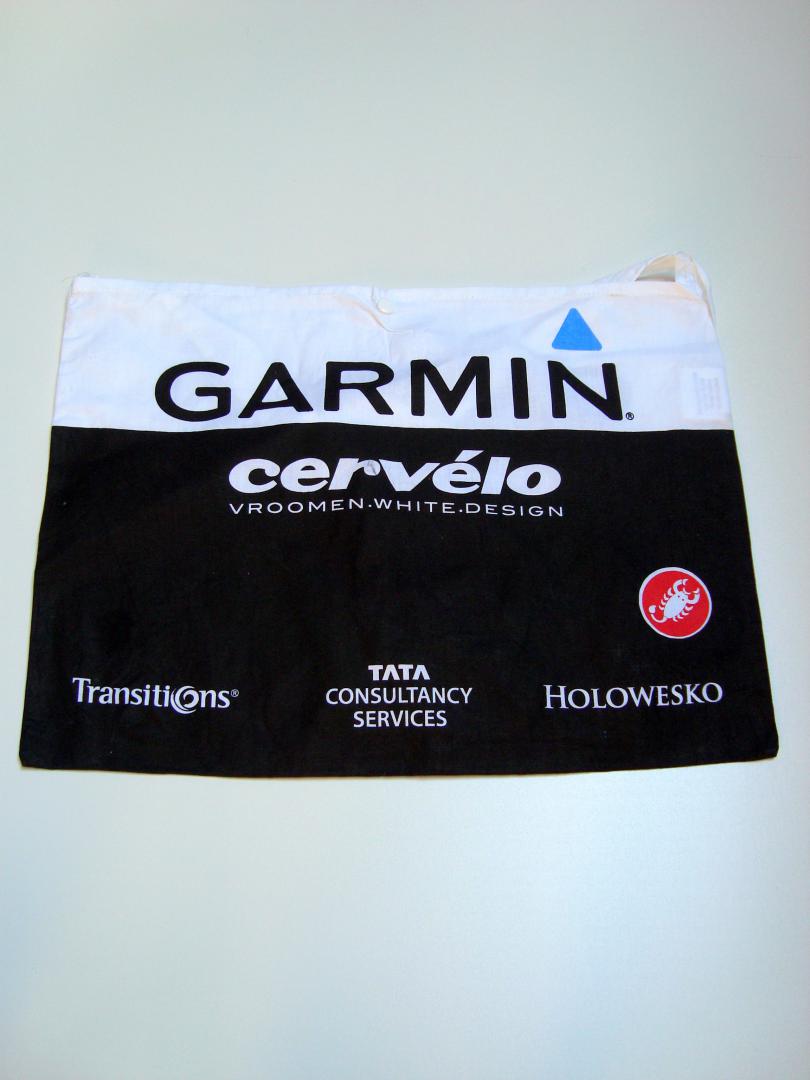 GARMIN®
cervélo
VROOMEN.WHITE.DESIGN
Transitions®
TATA
CONSULTANCY
SERVICES
HOLOWESKO